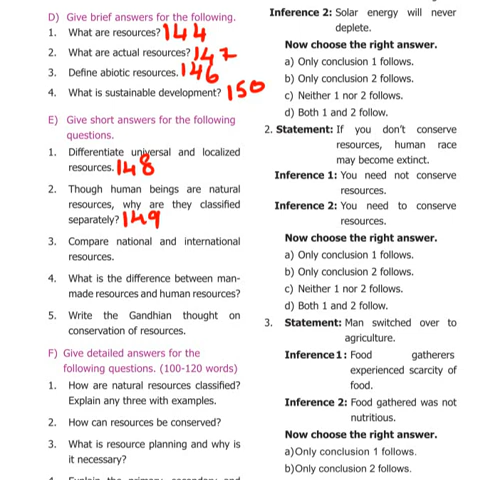 D) Give brief answers for the following.
1. What are resources? 144
2. What are actual resources? 147
3. Define abiotic resources. 146
4. What is sustainable development? 150
E) Give short answers for the following
questions.
1. Differentiate universal and localized
resources. 148
2. Though human beings are natural
resources, why are they classified
separately? 149
3. Compare national and international
resources.
4. What is the difference between man-
made resources and human resources?
5. Write the Gandhian thought on
conservation of resources.
F) Give detailed answers for the
following questions. (100-120 words)
1. How are natural resources classified?
Explain any three with examples.
2. How can resources be conserved?
3. What is resource planning and why is
it necessary?
Inference 2: Solar energy will never
deplete.
Now choose the right answer.
a) Only conclusion 1 follows.
b) Only conclusion 2 follows.
c) Neither 1 nor 2 follows.
d) Both 1 and 2 follow.
2. Statement: If you don't conserve
resources, human race
may become extinct.
Inference 1: You need not conserve
resources.
Inference 2: You need to conserve
resources.
Now choose the right answer.
a) Only conclusion 1 follows.
b) Only conclusion 2 follows.
c) Neither 1 nor 2 follows.
d) Both 1 and 2 follow.
3. Statement: Man switched over to
agriculture.
Inference1: Food gatherers
experienced scarcity of
food.
Inference 2: Food gathered was not
nutritious.
Now choose the right answer.
a)Only conclusion 1 follows.
b)Only conclusion 2 follows.